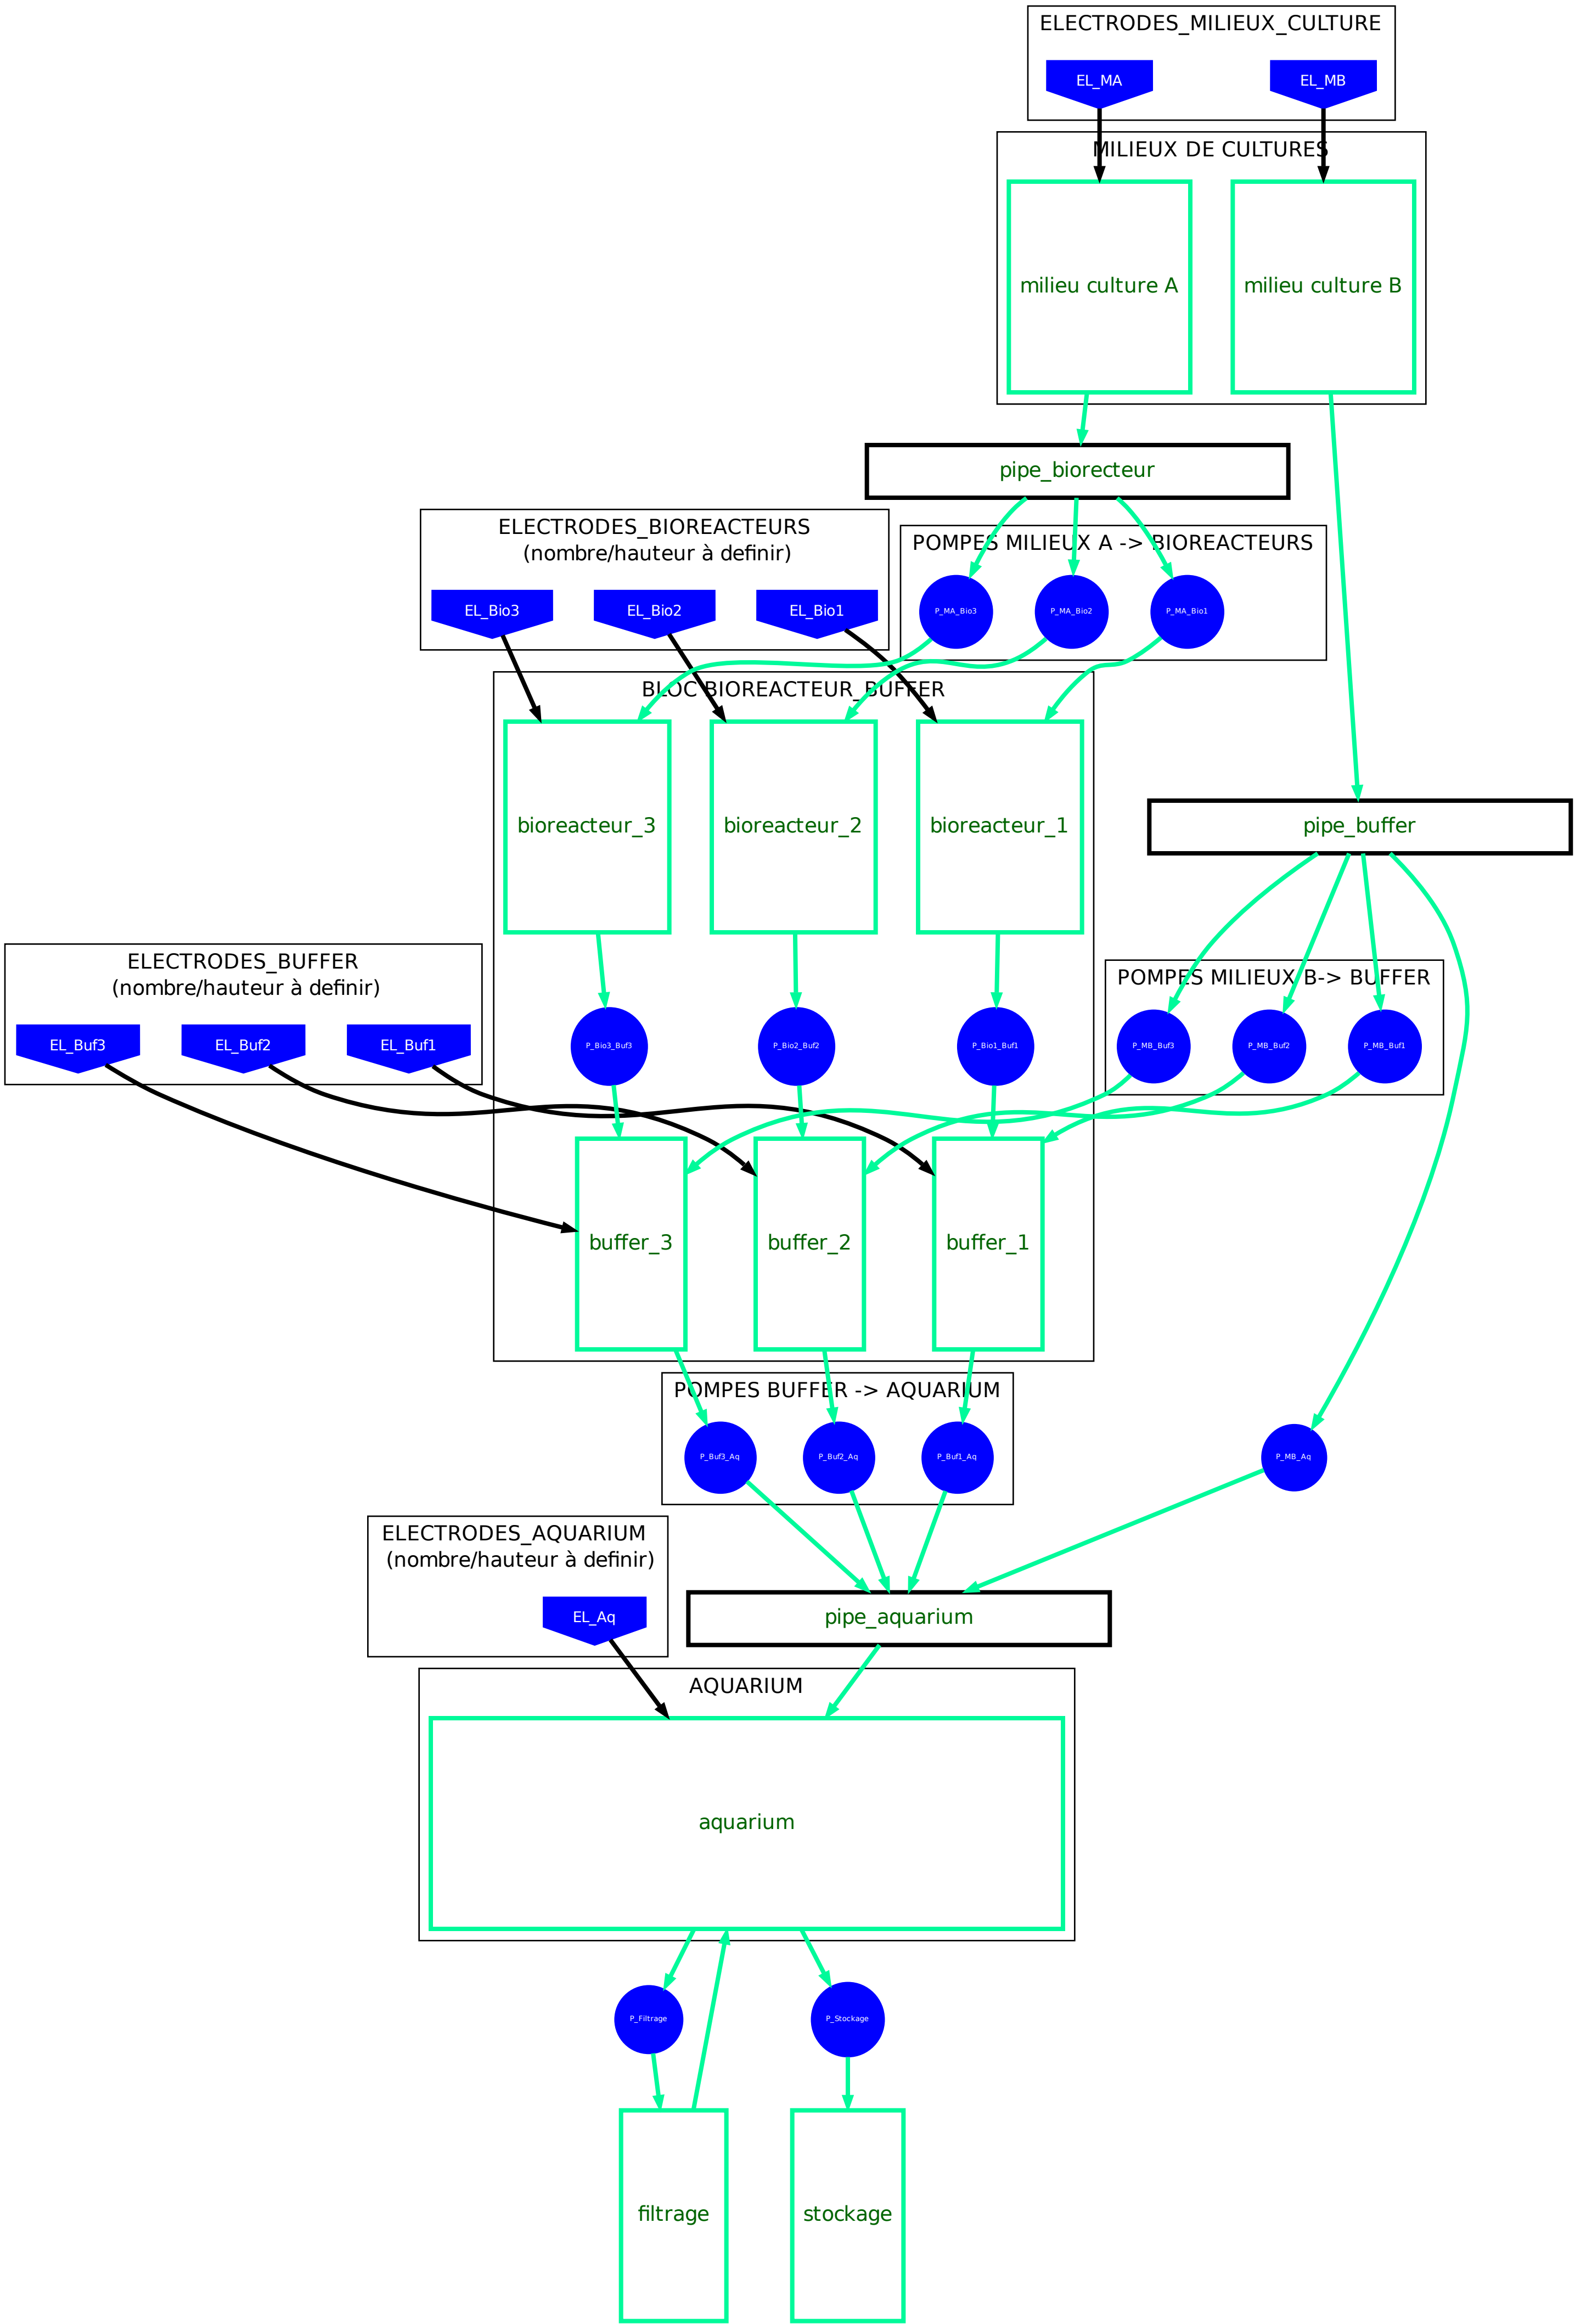 ELECTRODES_MILIEUX_CULTURE
EL_MA
EL_MB
MILIEUX DE CULTURES
milieu culture A
milieu culture B
pipe_biorecteur
ELECTRODES_BIOREACTEURS
(nombre/hauteur à definir)
EL_Bio3
EL_Bio2
EL_Bio1
POMPES MILIEUX A -> BIOREACTEURS
P_MA_Bio3
P_MA_Bio2
P_MA_Bio1
BLOC BIOREACTEUR_BUFFER
bioreacteur_3
bioreacteur_2
bioreacteur_1
pipe_buffer
ELECTRODES_BUFFER
(nombre/hauteur à definir)
EL_Buf3
EL_Buf2
EL_Buf1
P_Bio3_Buf3
P_Bio2_Buf2
P_Bio1_Buf1
POMPES MILIEUX B-> BUFFER
P_MB_Buf3
P_MB_Buf2
P_MB_Buf1
buffer_3
buffer_2
buffer_1
POMPES BUFFER -> AQUARIUM
P_Buf3_Aq
P_Buf2_Aq
P_Buf1_Aq
P_MB_Aq
ELECTRODES_AQUARIUM
(nombre/hauteur à definir)
EL_Aq
pipe_aquarium
AQUARIUM
aquarium
P_Filtrage
P_Stockage
filtrage
stockage